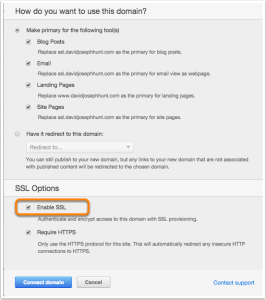 How do you want to use this domain?
Make primary for the following tool(s)
Blog Posts
Replace ssl.davidjosephhunt.com as the primary for blog posts.
Email
Replace ssl.davidjosephhunt.com as the primary for email view as webpage.
Landing Pages
Replace www.davidjosephhunt.com as the primary for landing pages.
Site Pages
Replace ssl.davidjosephhunt.com as the primary for site pages.
Have it redirect to this domain:
Redirect to...
You can still publish to your new domain, but any links to your new domain that are not associated
with published content will be redirected to the chosen domain.
SSL Options
Enable SSL
Authenticate and encrypt access to this domain with SSL provisioning.
Require HTTPS
Only use the HTTPS protocol for this site. This will automatically redirect any insecure HTTP
connections to HTTPS.
Connect domain
Cancel
Contact support